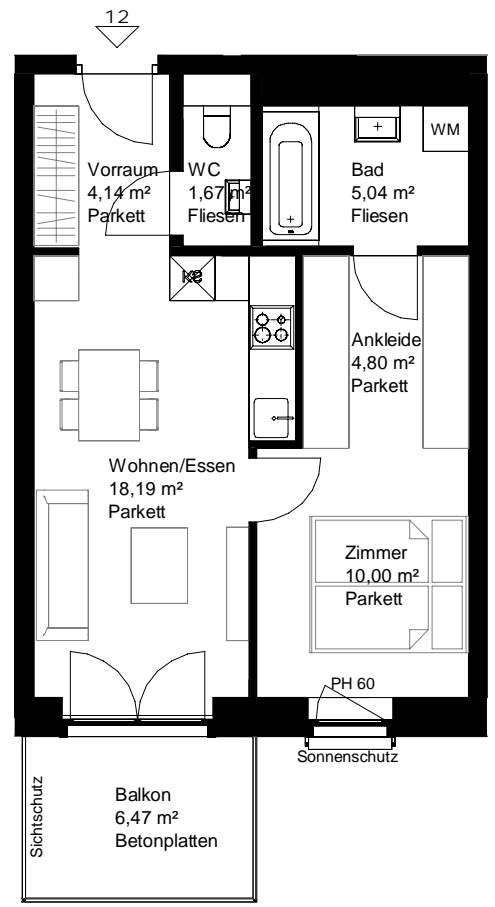 12
Vorraum
4,14 m²
Parkett
WC
1,67 m²
Fliesen
Bad
5,04 m²
Fliesen
WM
Ankleide
4,80 m²
Parkett
Wohnen/Essen
18,19 m²
Parkett
Zimmer
10,00 m²
Parkett
PH 60
Sonnenschutz
Sichtschutz
Balkon
6,47 m²
Betonplatten